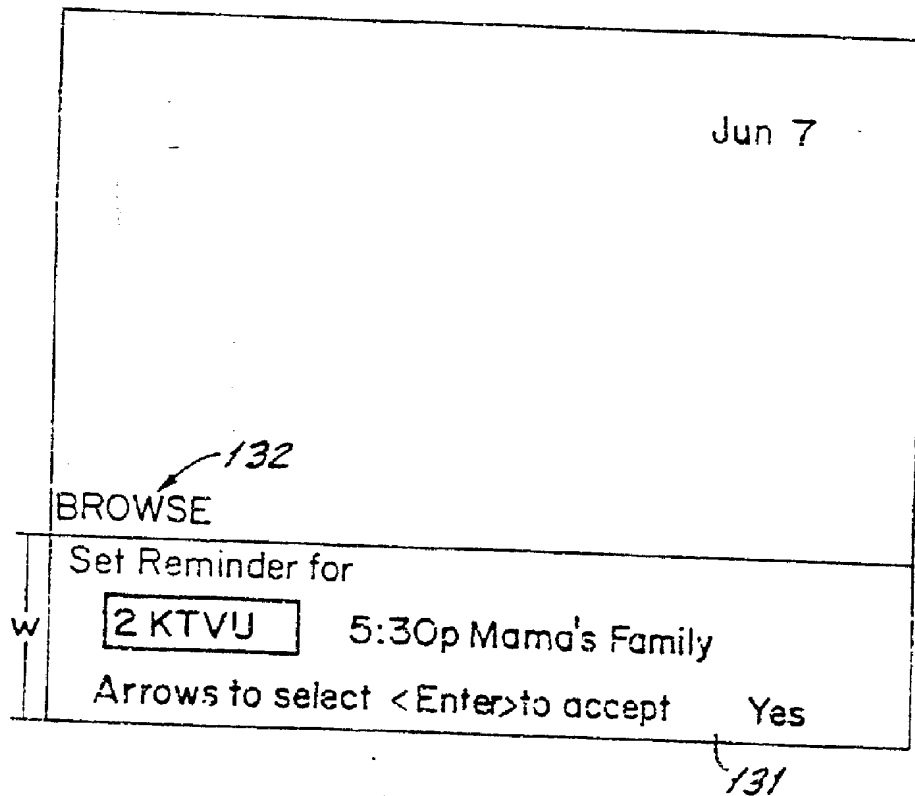 Jun 7
132
BROWSE
Set Reminder for
W
2 KTVU
5:30p Mama's Family
Arrows to select <Enter>to accept Yes
131